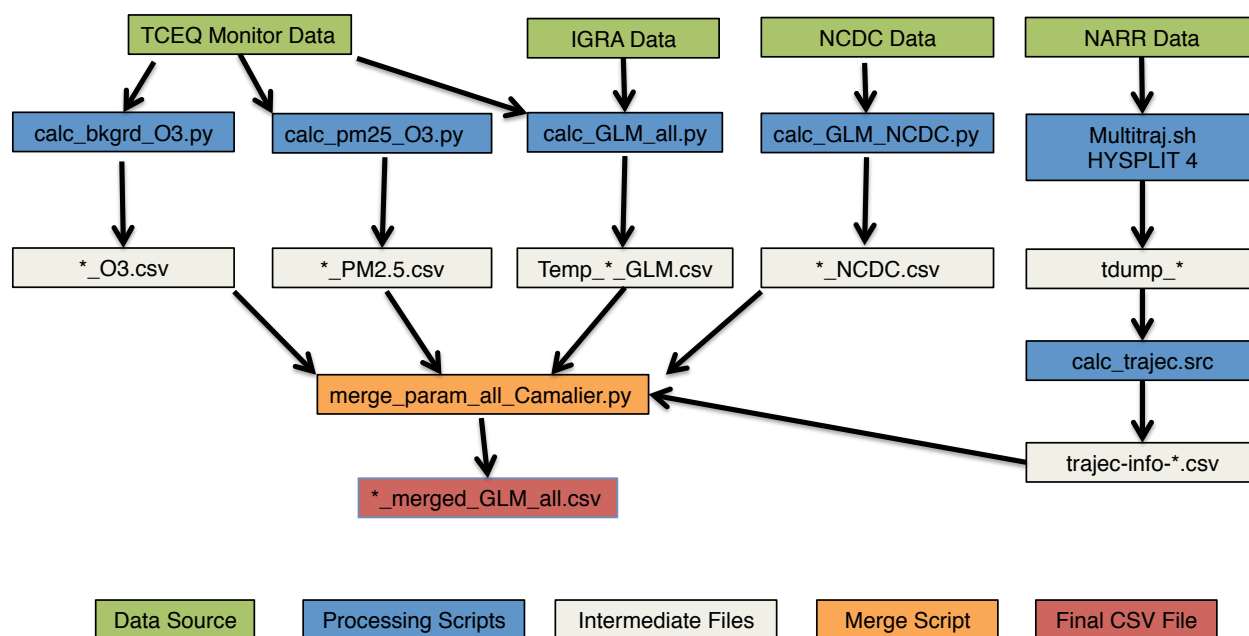 TCEQ Monitor Data
IGRA Data
NCDC Data
NARR Data
calc_bkgrd_O3.py
calc_pm25_O3.py
calc_GLM_all.py
calc_GLM_NCDC.py
Multitraj.sh
HYSPLIT 4
*_O3.csv
*_PM2.5.csv
Temp_*_GLM.csv
*_NCDC.csv
tdump_*
calc_trajec.src
merge_param_all_Camalier.py
trajec-info-*.csv
*_merged_GLM_all.csv
Data Source
Processing Scripts
Intermediate Files
Merge Script
Final CSV File